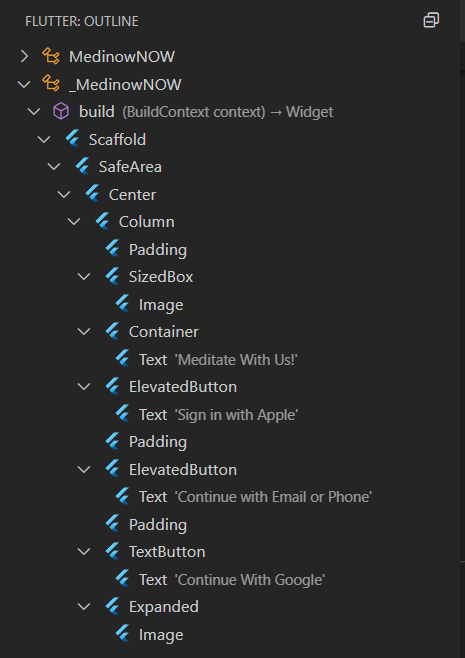 FLUTTER: OUTLINE
MedinowNOW
_MedinowNOW
build (BuildContext context) → Widget
Scaffold
SafeArea
Center
Column
Padding
SizedBox
Image
Container
Text 'Meditate With Us!'
ElevatedButton
Text 'Sign in with Apple'
Padding
ElevatedButton
Text 'Continue with Email or Phone'
Padding
TextButton
Text 'Continue With Google'
Expanded
Image